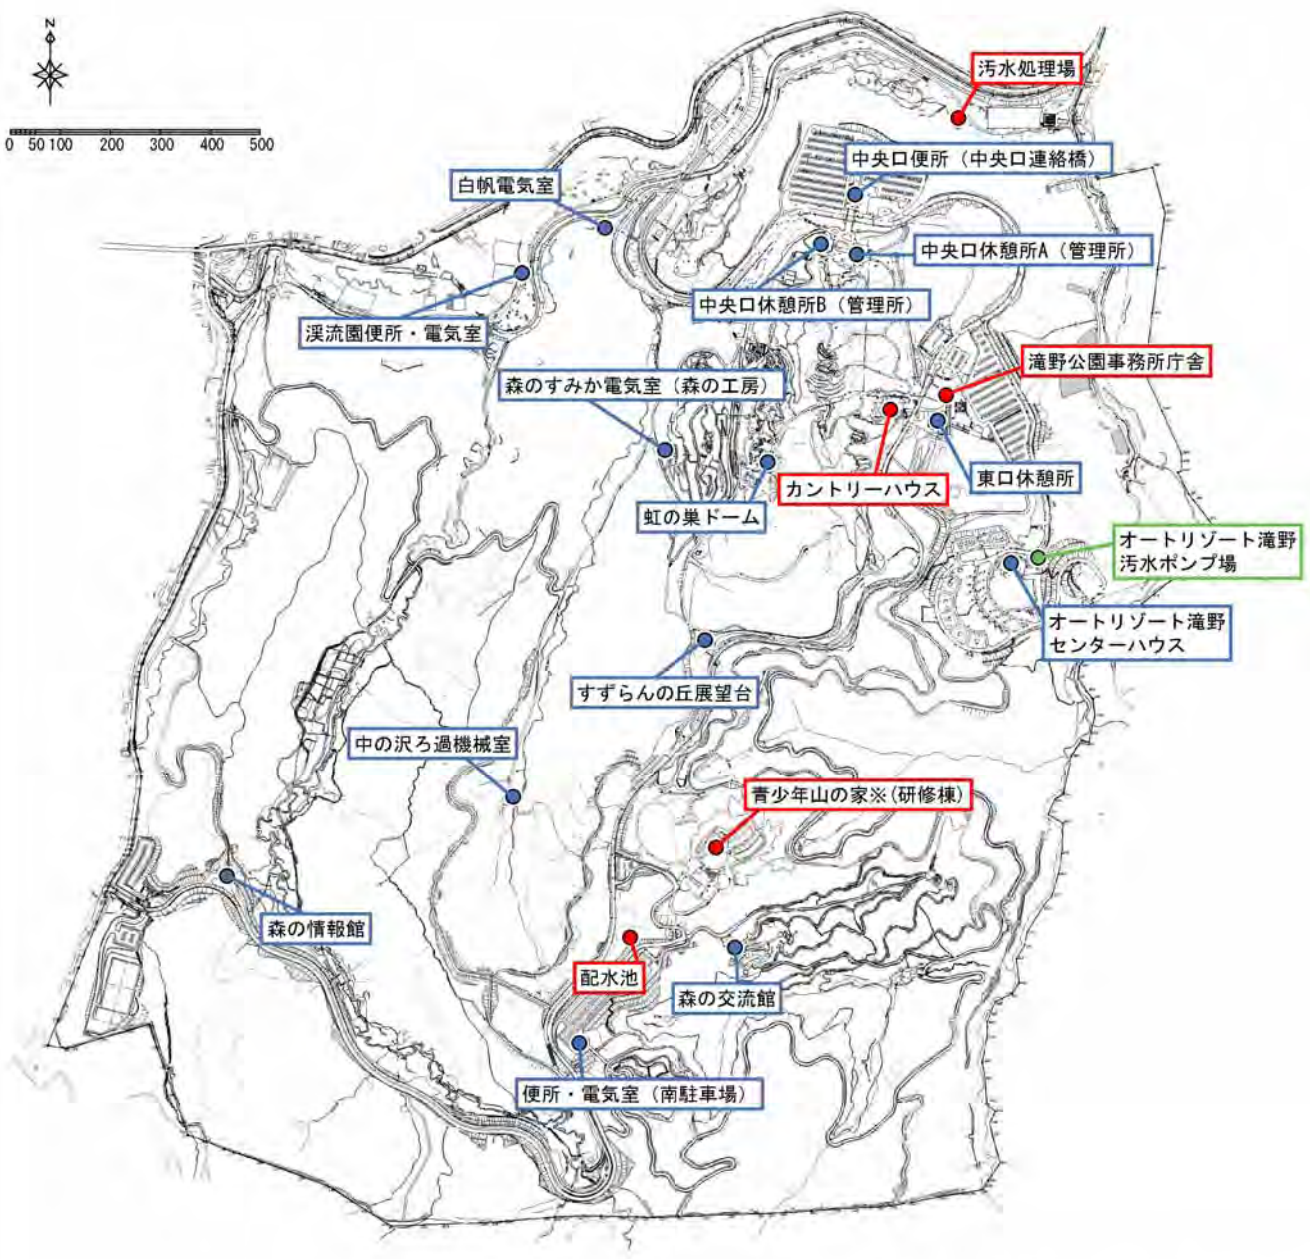 N
0 50 100 200 300 400 500
汚水処理場
中央口便所（中央口連絡橋）
白帆電気室
中央口休憩所A（管理所）
中央口休憩所B（管理所）
渓流園便所・電気室
滝野公園事務所庁舎
森のすみか電気室（森の工房）
カントリーハウス
東口休憩所
虹の巣ドーム
オートリゾート滝野
汚水ポンプ場
オートリゾート滝野
センターハウス
すずらんの丘展望台
中の沢ろ過機械室
青少年山の家※(研修棟)
森の情報館
配水池
森の交流館
便所・電気室（南駐車場）